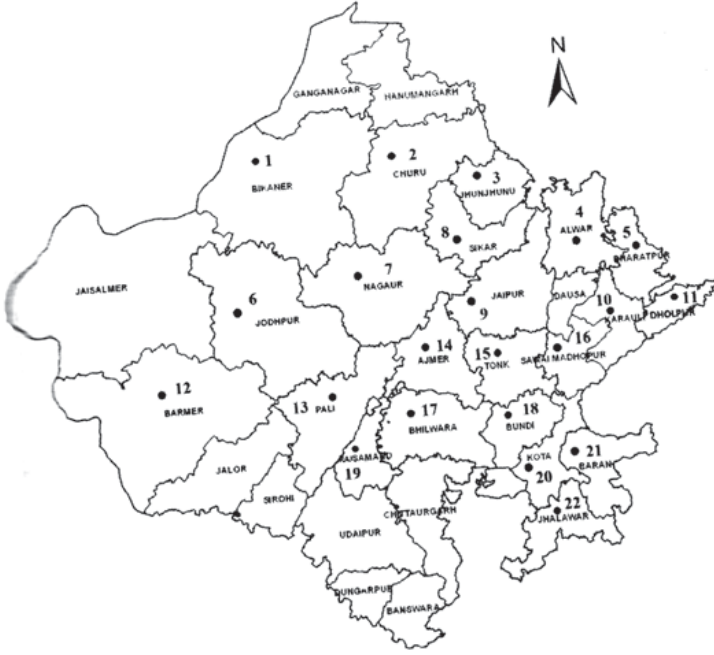 N
GANGANAGAR
HANUMANGARH
1
2
BIKANER
CHURU
3
JHUNJHUNU
4
8
ALWAR
5
SIKAR
BHARATPUR
7
JAISALMER
NAGAUR
6
JAIPUR
DAUSA
10
11
JODHPUR
9
KARAULI
DHOLPUR
14
15
16
AJMER
TONK
SAWAI MADHOPUR
12
13
PALI
17
18
BARMER
BHILWARA
BUNDI
JALOR
19
KOTA
21
20
BARAN
SIROHI
CHITTAURGARH
22
JHALAWAR
UDAIPUR
DUNGARPUR
BANSWARA